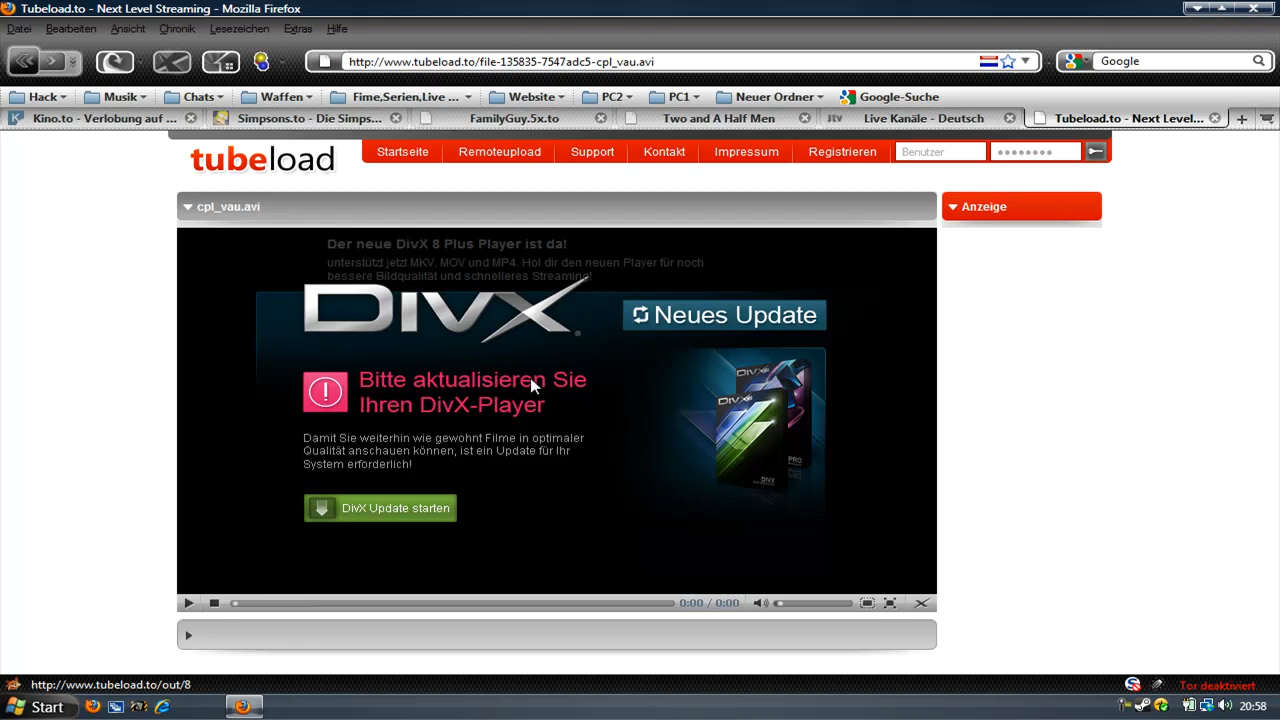 Tubeload.to - Next Level Streaming - Mozilla Firefox
Datei Bearbeiten Ansicht Chronik Lesezeichen Extras Hilfe
http://www.tubeload.to/file-135835-7547adc5-cpl_vau.avi
Google
Hack Musik Chats Waffen Fime,Serien,Live ... Website PC2 PC1 Neuer Ordner Google-Suche
Kino.to - Verlobung auf ... Simpsons.to - Die Simps... FamilyGuy.5x.to Two and A Half Men Live Kanäle - Deutsch Tubeload.to - Next Level...
tubeload
Startseite Remoteupload Support Kontakt Impressum Registrieren Benutzer
cpl_vau.avi
Anzeige
Der neue DivX 8 Plus Player ist da!
unterstützt jetzt MKV, MOV und MP4. Hol dir den neuen Player für noch
bessere Bildqualität und schnelleres Streaming!
DIVX
Neues Update
Bitte aktualisieren Sie
Ihren DivX-Player
Damit Sie weiterhin wie gewohnt Filme in optimaler
Qualität anschauen können, ist ein Update für Ihr
System erforderlich!
DIVX
DIVX
PRO
DIVX
DivX Update starten
0:00 / 0:00
http://www.tubeload.to/out/8
Tor deaktiviert
Start
20:58